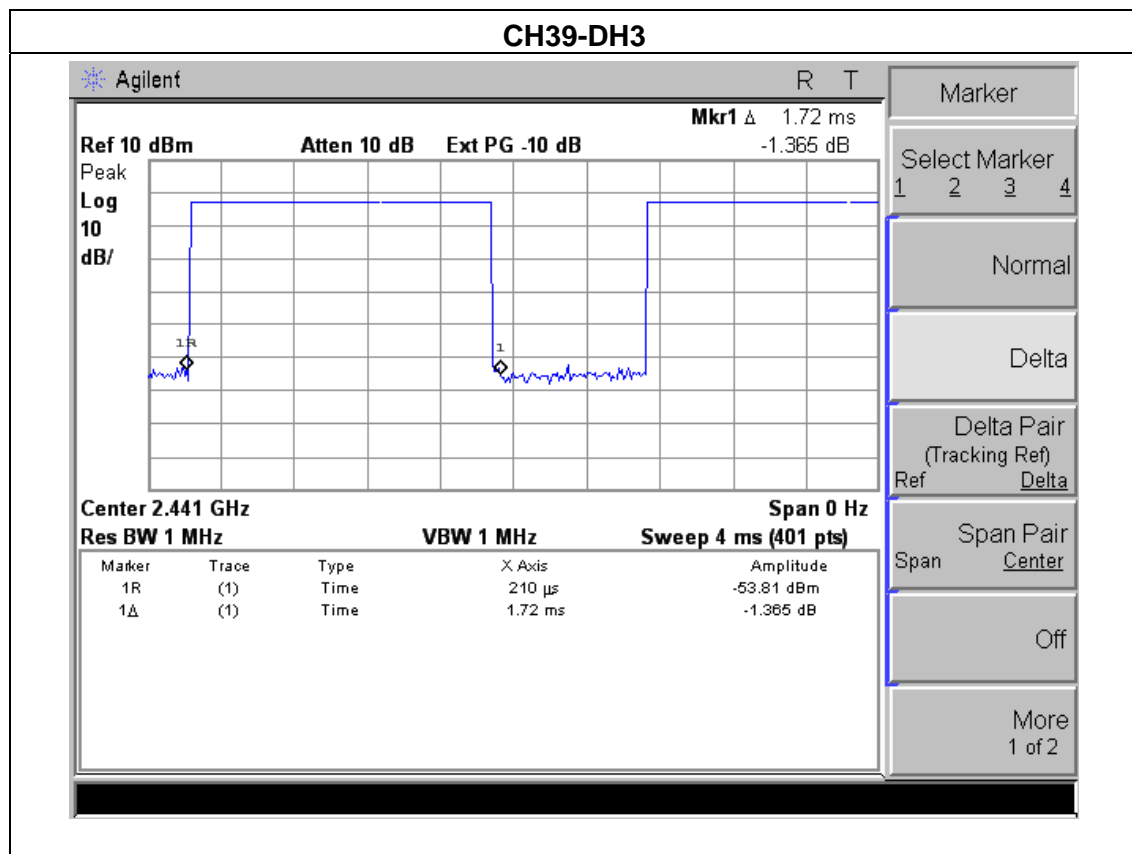 CH39-DH3
Agilent R T
Mkr1 Δ 1.72 ms
Ref 10 dBm Atten 10 dB Ext PG -10 dB -1.365 dB
Peak
Log
10
dB/
1R
1
Center 2.441 GHz Span 0 Hz
Res BW 1 MHz VBW 1 MHz Sweep 4 ms (401 pts)
Marker Trace Type X Axis Amplitude
1R (1) Time 210 µs -53.81 dBm
1Δ (1) Time 1.72 ms -1.365 dB
Marker
Select Marker
1 2 3 4
Normal
Delta
Delta Pair
(Tracking Ref)
Ref Delta
Span Pair
Span Center
Off
More
1 of 2